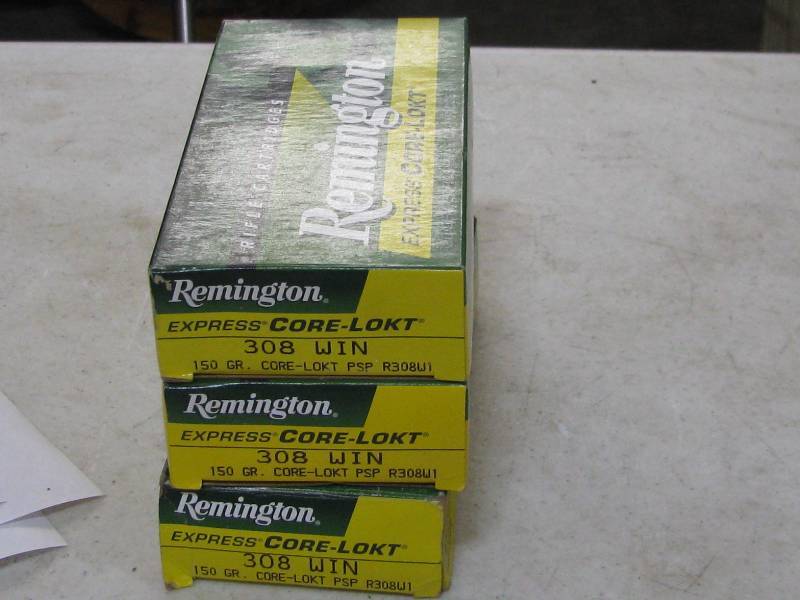 RIFLE CARTRIDGES
Remington
EXPRESS CORE-LOKT
Remington®
EXPRESS® CORE-LOKT®
308 WIN
150 GR. CORE-LOKT PSP R308W1
Remington®
EXPRESS® CORE-LOKT®
308 WIN
150 GR. CORE-LOKT PSP R308W1
Remington®
EXPRESS® CORE-LOKT®
308 WIN
150 GR. CORE-LOKT PSP R308W1